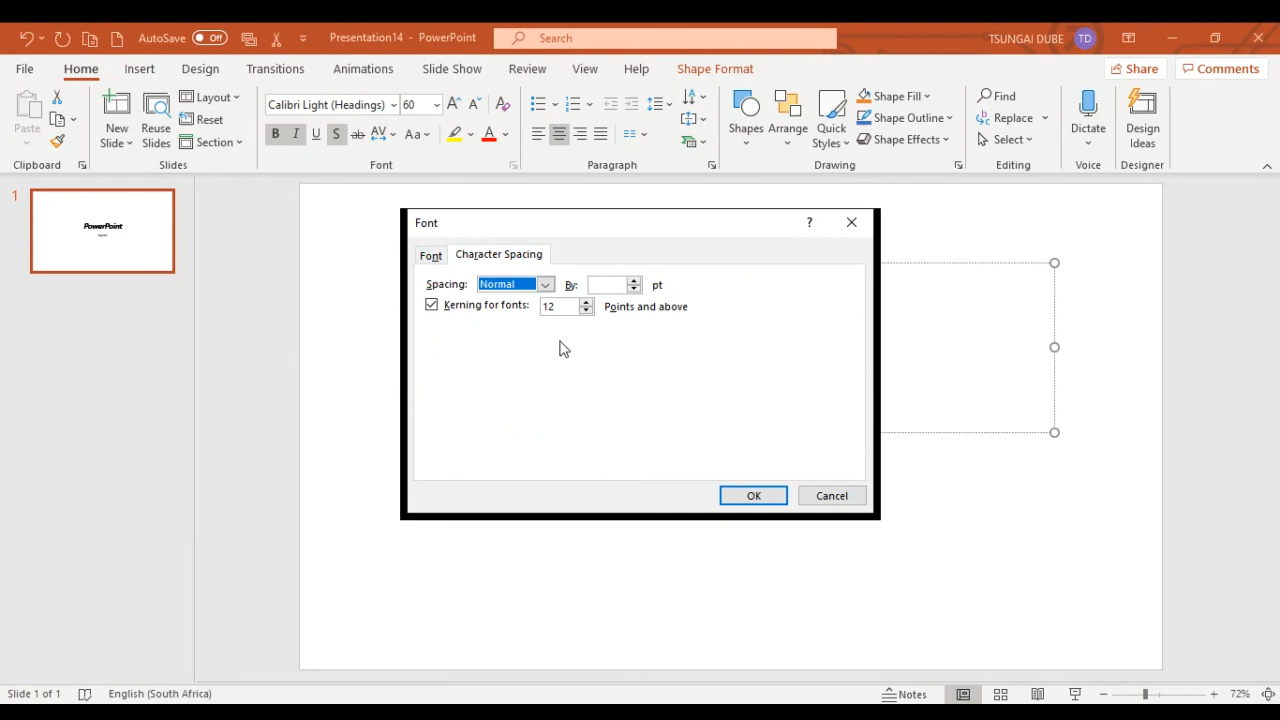 AutoSave Off Presentation14 - PowerPoint Search TSUNGAI DUBE TD
File Home Insert Design Transitions Animations Slide Show Review View Help Shape Format Share Comments
Paste New Slide Reuse Slides Layout Reset Section Calibri Light (Headings) 60 B I U S ab AV Aa A Shapes Arrange Quick Styles Shape Fill Shape Outline Shape Effects Find Replace Select Dictate Design Ideas
Clipboard Slides Font Paragraph Drawing Editing Voice Designer
1
PowerPoint
Font ?
Font Character Spacing
Spacing: Normal By: pt
Kerning for fonts: 12 Points and above
OK Cancel
Slide 1 of 1 English (South Africa) Notes 72%